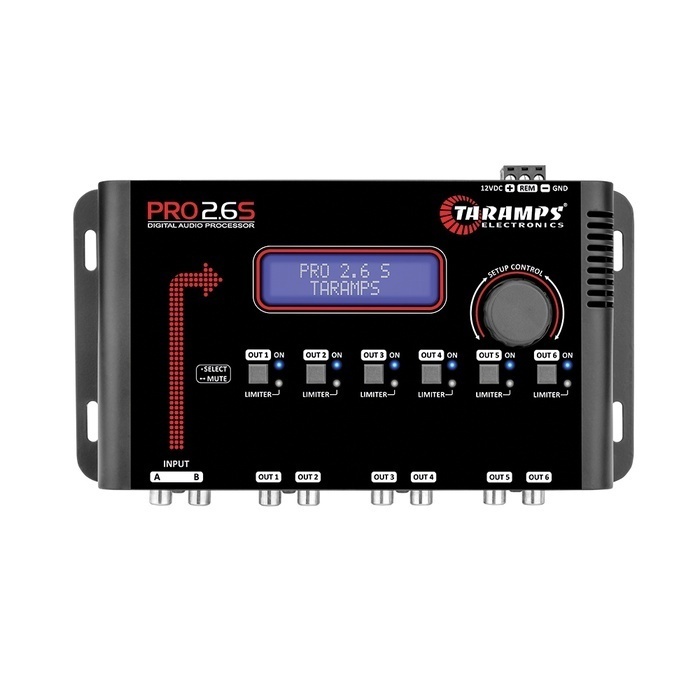 12VDC + REM - GND
PRO 2.6S
DIGITAL AUDIO PROCESSOR
TARAMPS®
ELECTRONICS
PRO 2.6 S
TARAMPS
SETUP CONTROL
OUT 1 ON
OUT 2 ON
OUT 3 ON
OUT 4 ON
OUT 5 ON
OUT 6 ON
•SELECT
•• MUTE
LIMITER
LIMITER
LIMITER
LIMITER
LIMITER
LIMITER
INPUT
A B
OUT 1 OUT 2
OUT 3 OUT 4
OUT 5 OUT 6